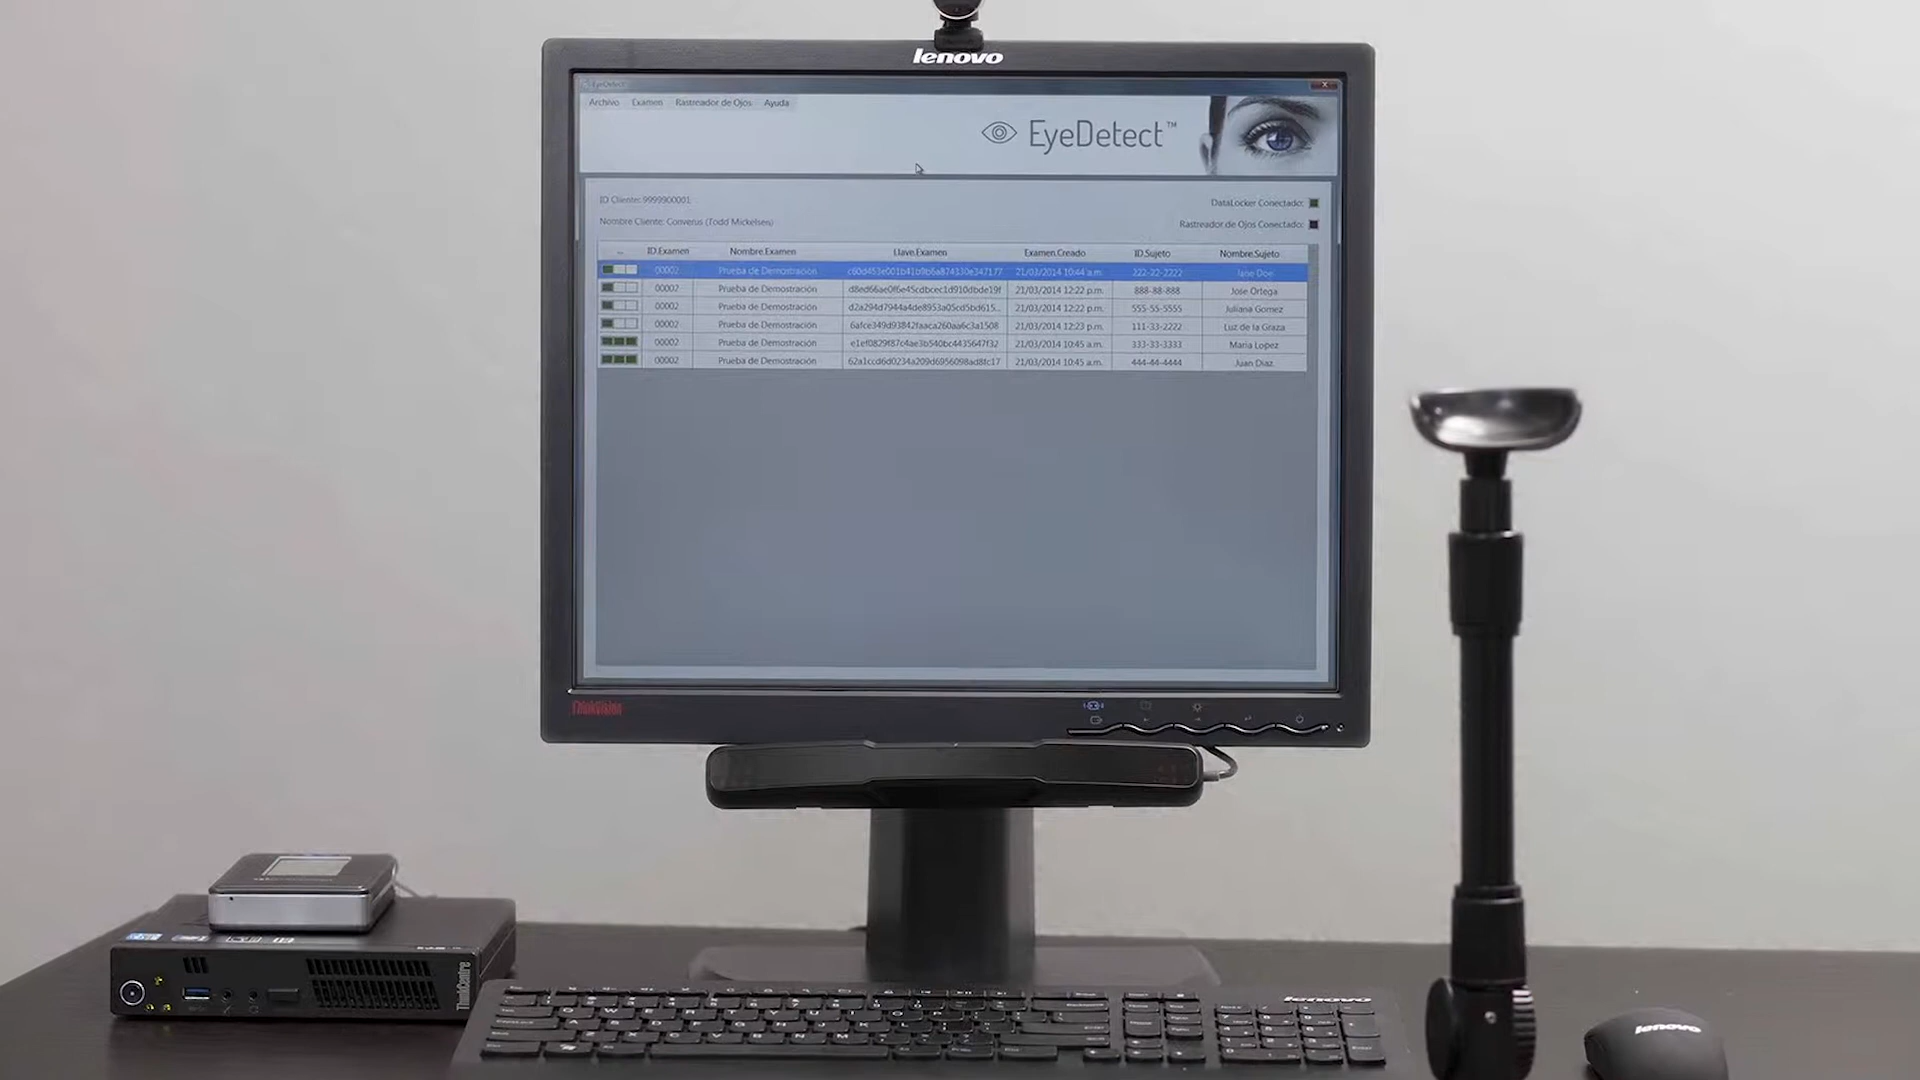 lenovo
EyeDetect
Archivo Examen Rastreador de Ojos Ayuda
EyeDetect™
ID Cliente: 9999900001
DataLocker Conectado:
Nombre Cliente: Converus (Todd Mickelsen)
Rastreador de Ojos Conectado:
... ID.Examen Nombre.Examen Llave.Examen Examen.Creado ID.Sujeto Nombre.Sujeto
00002 Prueba de Demostración 21/03/2014 10:44 a.m. 222-22-2222 Jane Doe
00002 Prueba de Demostración 21/03/2014 12:22 p.m. 888-88-888 Jose Ortega
00002 Prueba de Demostración 21/03/2014 12:22 p.m. 555-55-5555 Juliana Gomez
00002 Prueba de Demostración 6afce349d93842faaca260aa6c3a1508 21/03/2014 12:23 p.m. 111-33-2222 Luz de la Graza
00002 Prueba de Demostración e1ef0829f87c4ae3b540bc4435647f32 21/03/2014 10:45 a.m. 333-33-3333 Maria Lopez
00002 Prueba de Demostración 62a1ccd6d0234a209d6956098ad8fc17 21/03/2014 10:45 a.m. 444-44-4444 Juan Diaz
ThinkVision
ThinkCentre
lenovo
lenovo